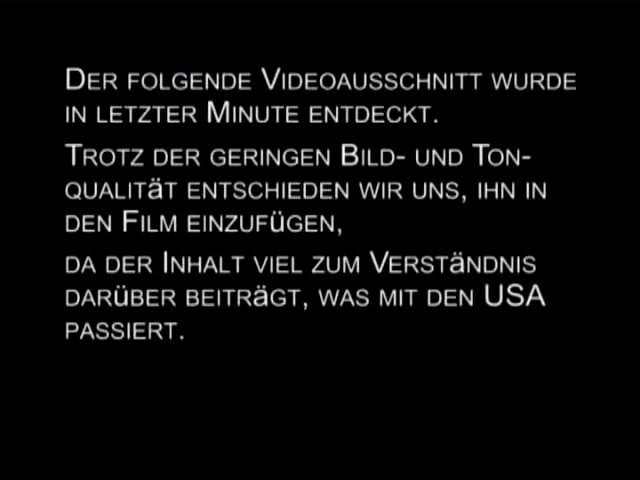 Der folgende Videoausschnitt wurde
in letzter Minute entdeckt.
Trotz der geringen Bild- und Ton-
qualität entschieden wir uns, ihn in
den Film einzufügen,
da der Inhalt viel zum Verständnis
darüber beiträgt, was mit den USA
passiert.